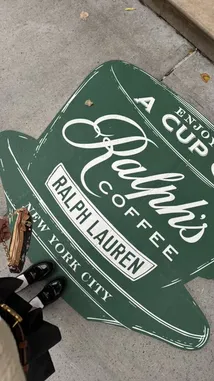 ENJOY
A CUP
Ralph's
COFFEE
RALPH LAUREN
NEW YORK CITY